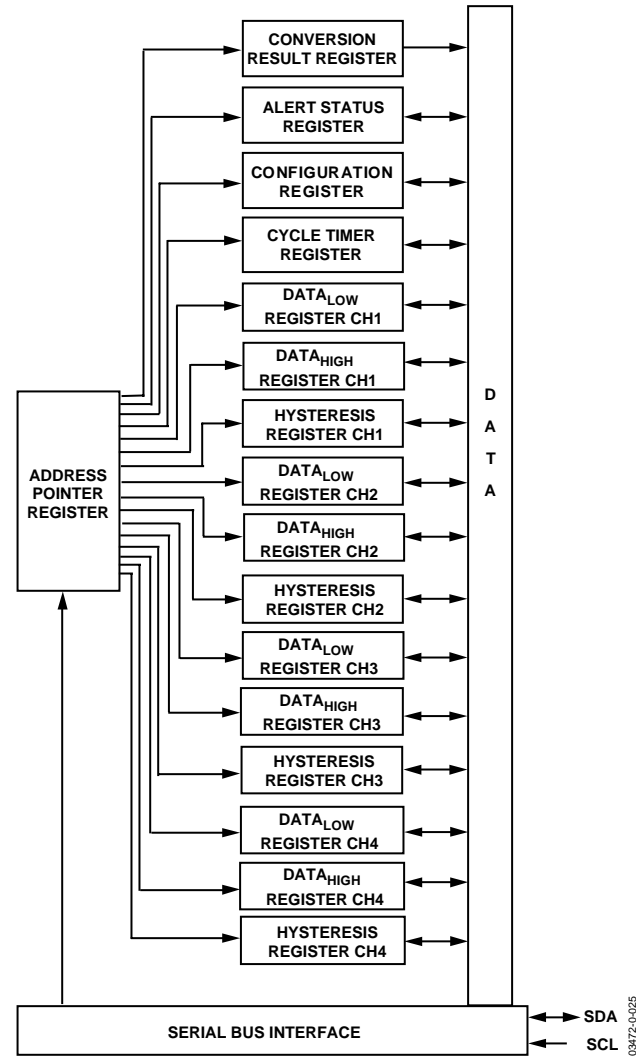 CONVERSION
RESULT REGISTER
ALERT STATUS
REGISTER
CONFIGURATION
REGISTER
CYCLE TIMER
REGISTER
DATALOW
REGISTER CH1
DATAHIGH
REGISTER CH1
HYSTERESIS
REGISTER CH1
DATALOW
REGISTER CH2
DATAHIGH
REGISTER CH2
HYSTERESIS
REGISTER CH2
DATALOW
REGISTER CH3
DATAHIGH
REGISTER CH3
HYSTERESIS
REGISTER CH3
DATALOW
REGISTER CH4
DATAHIGH
REGISTER CH4
HYSTERESIS
REGISTER CH4
ADDRESS
POINTER
REGISTER
D
A
T
A
SERIAL BUS INTERFACE
SDA
SCL
03472-0-025